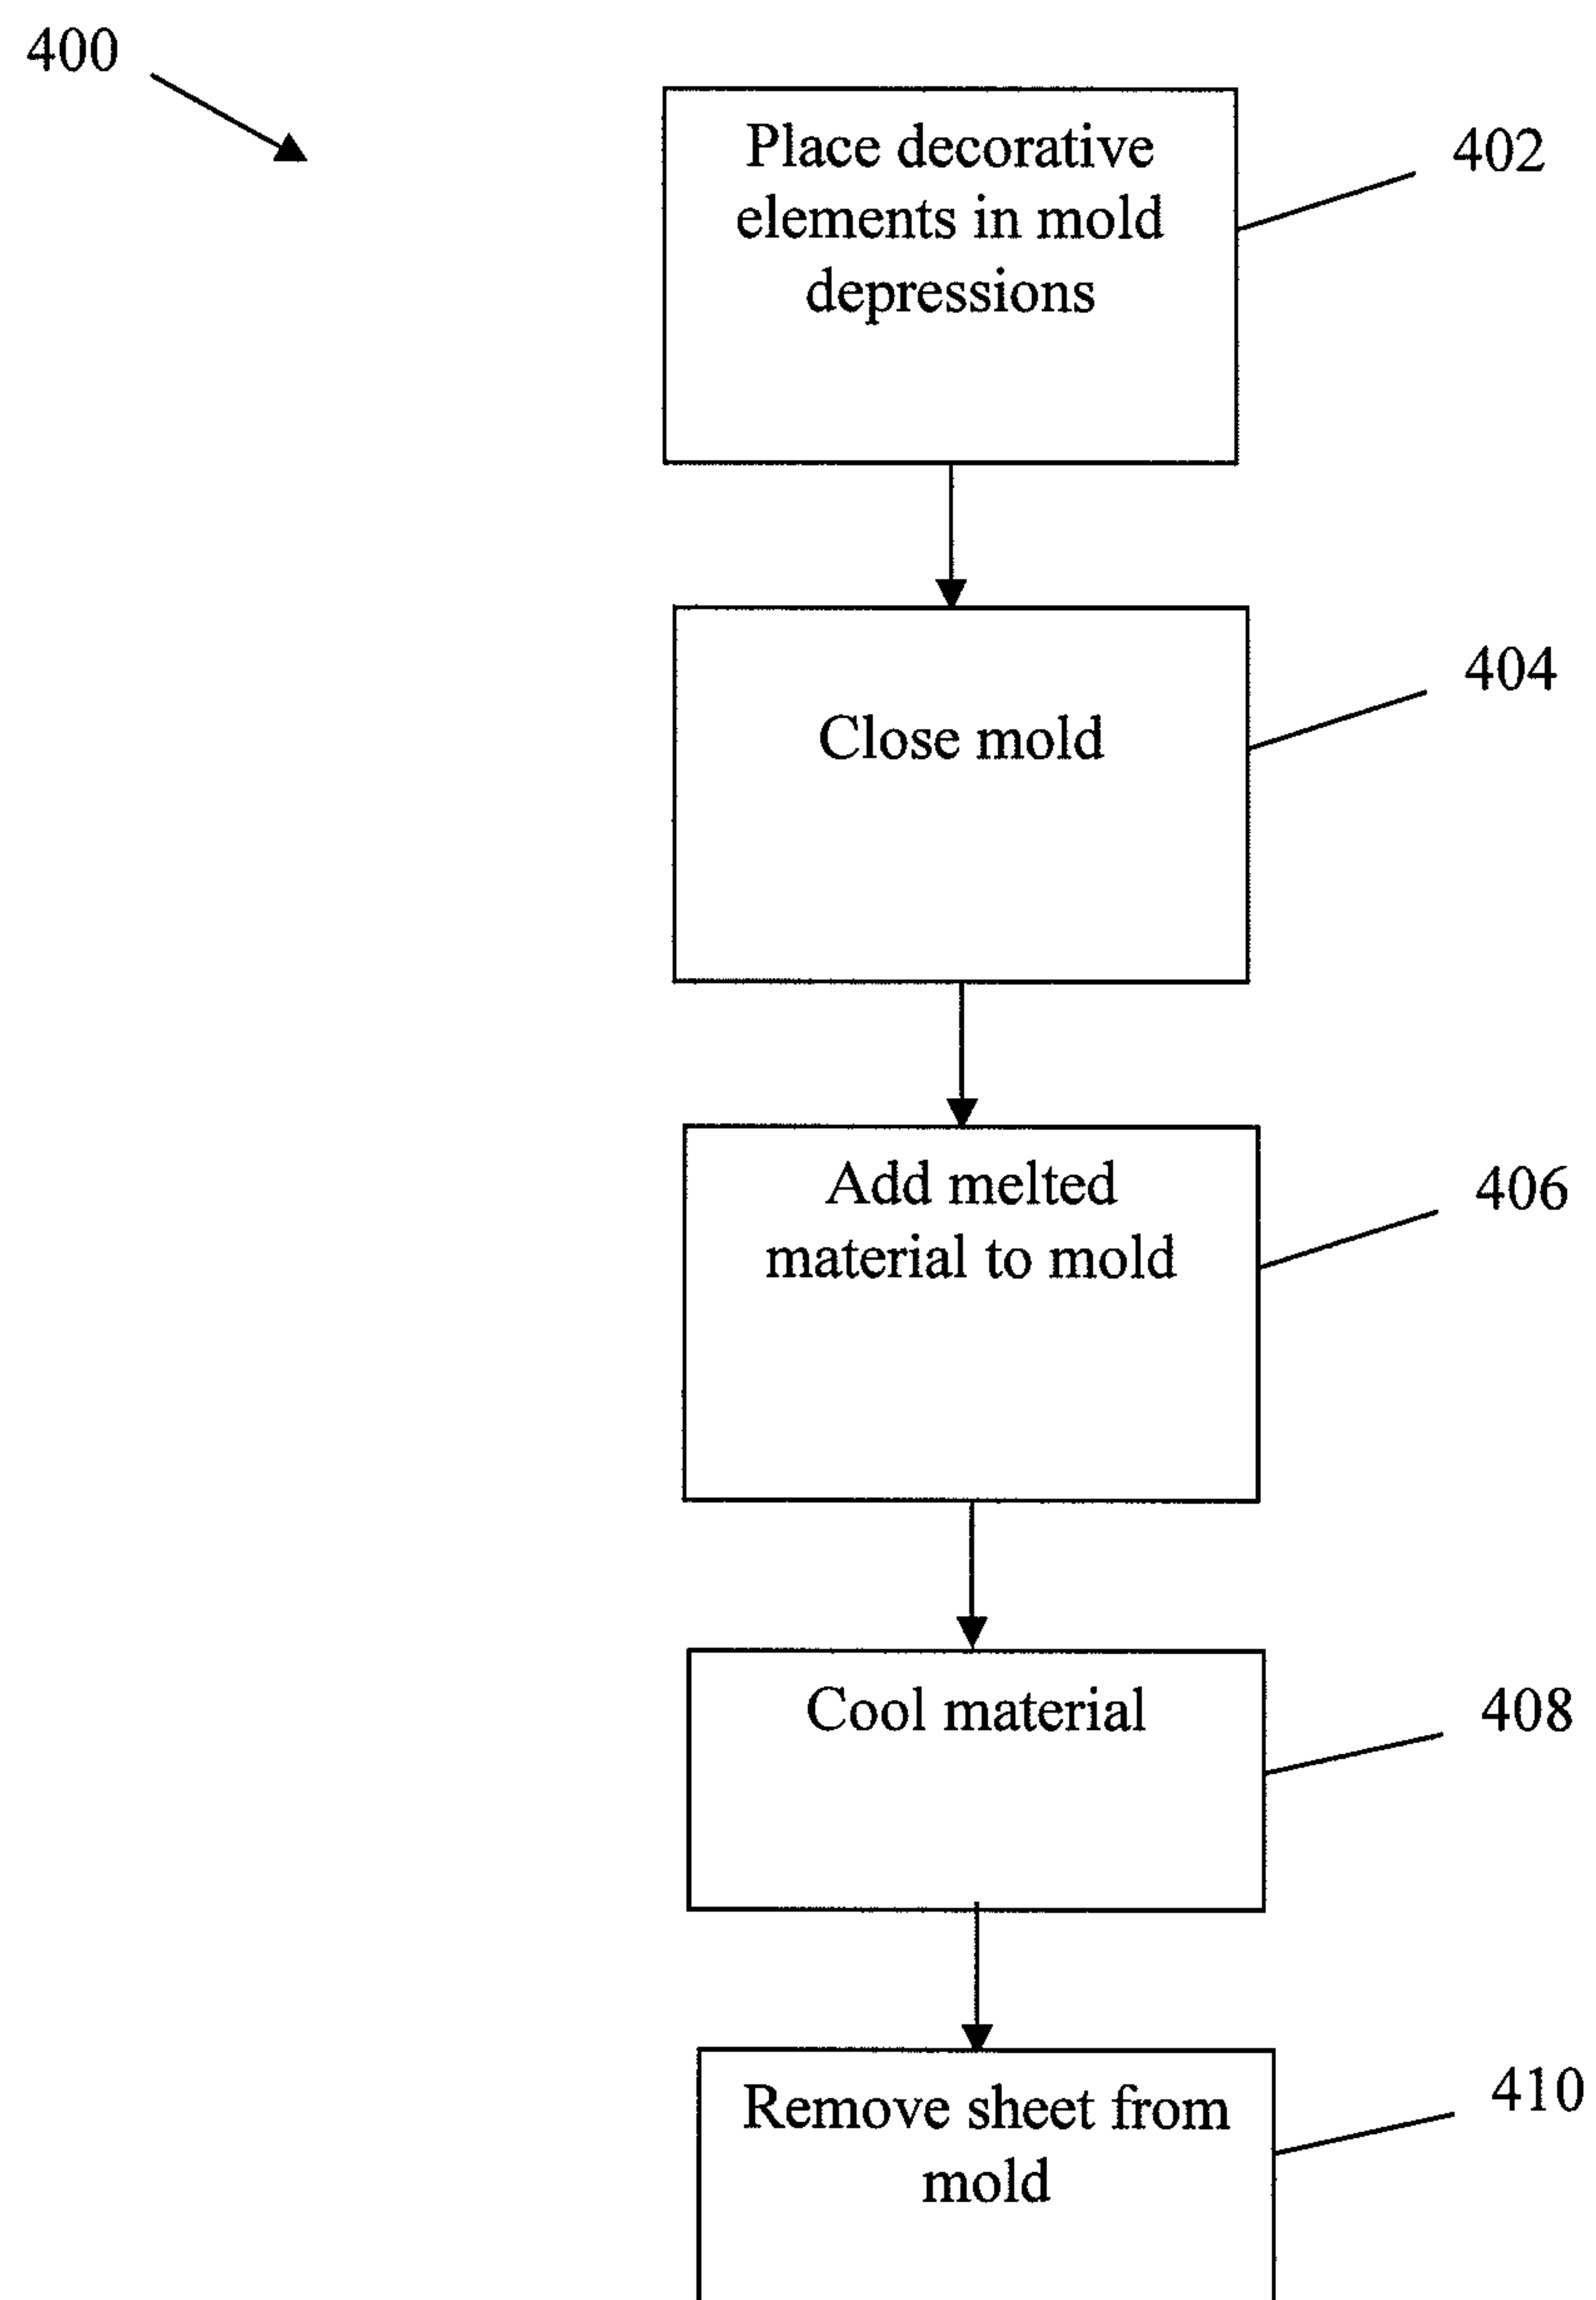 400
Place decorative
elements in mold
depressions
402
Close mold
404
Add melted
material to mold
406
Cool material
408
Remove sheet from
mold
410